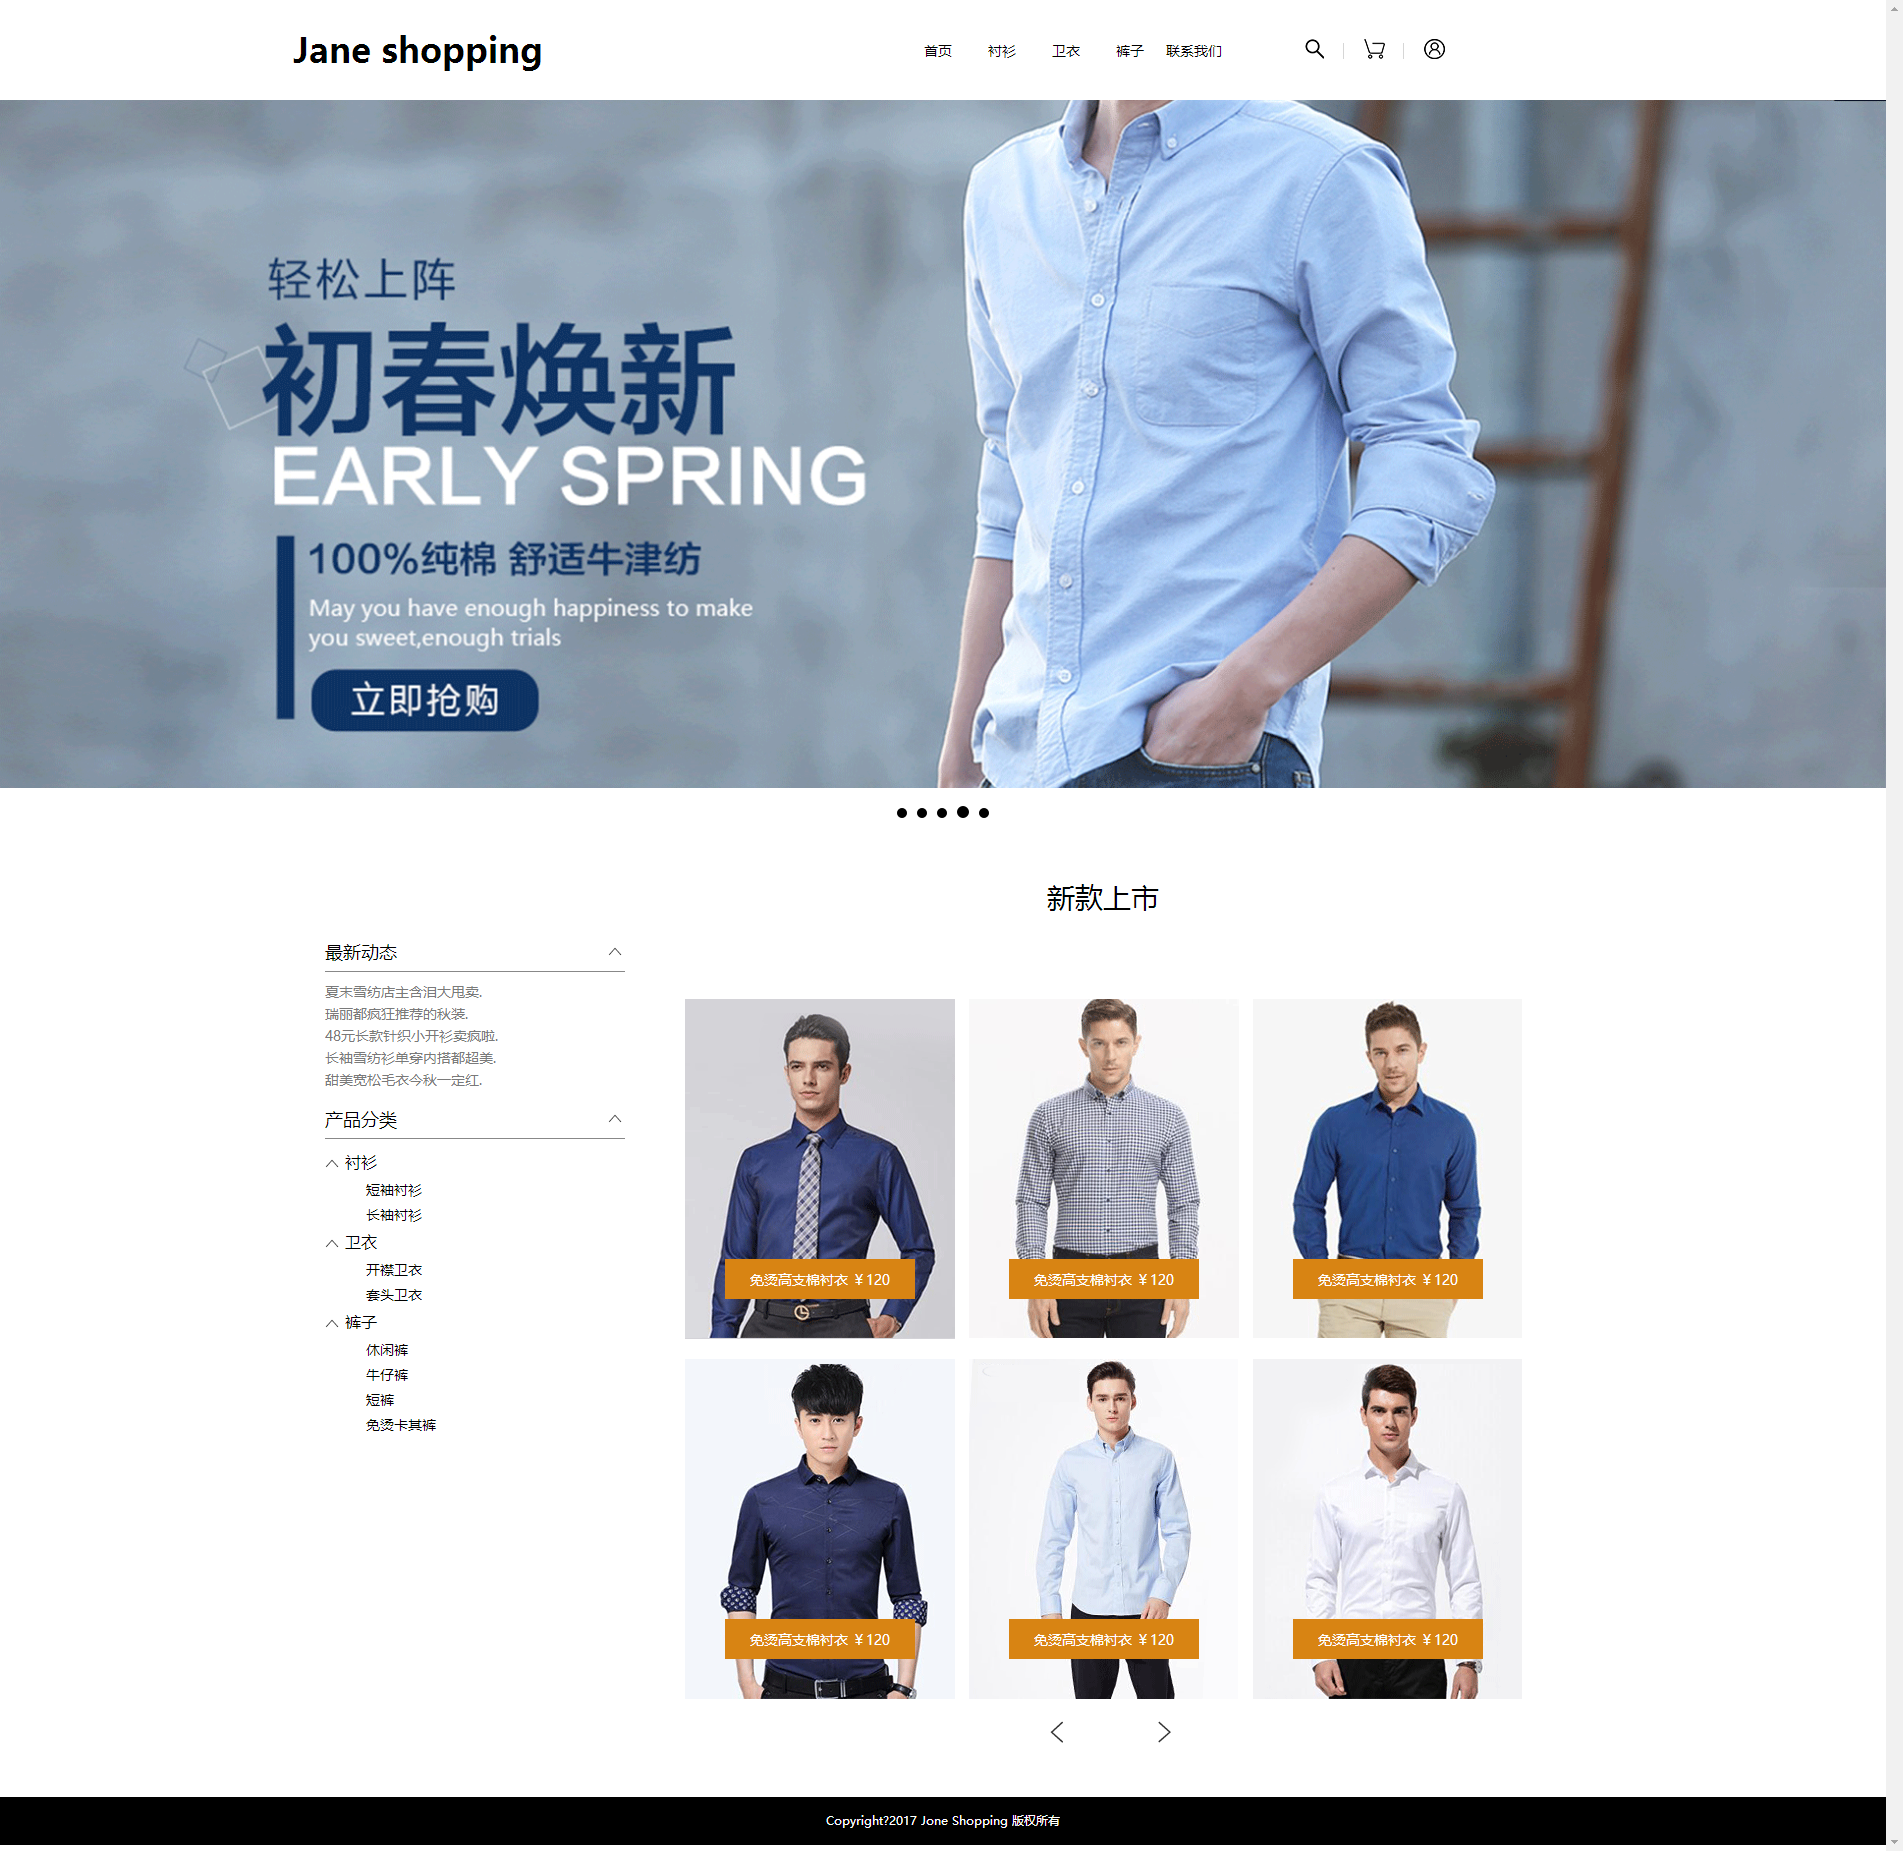 Jane shopping
首页 衬衫 卫衣 裤子 联系我们
轻松上阵
初春焕新
EARLY SPRING
100%纯棉 舒适牛津纺
May you have enough happiness to make
you sweet,enough trials
立即抢购
新款上市
最新动态
夏末雪纺店主含泪大甩卖.
瑞丽都疯狂推荐的秋装.
48元长款针织小开衫卖疯啦.
长袖雪纺衫单穿内搭都超美.
甜美宽松毛衣今秋一定红.
产品分类
衬衫
短袖衬衫
长袖衬衫
卫衣
开襟卫衣
套头卫衣
裤子
休闲裤
牛仔裤
短裤
免烫卡其裤
免烫高支棉衬衣 ￥120
免烫高支棉衬衣 ￥120
免烫高支棉衬衣 ￥120
免烫高支棉衬衣 ￥120
免烫高支棉衬衣 ￥120
免烫高支棉衬衣 ￥120
Copyright?2017 Jone Shopping 版权所有